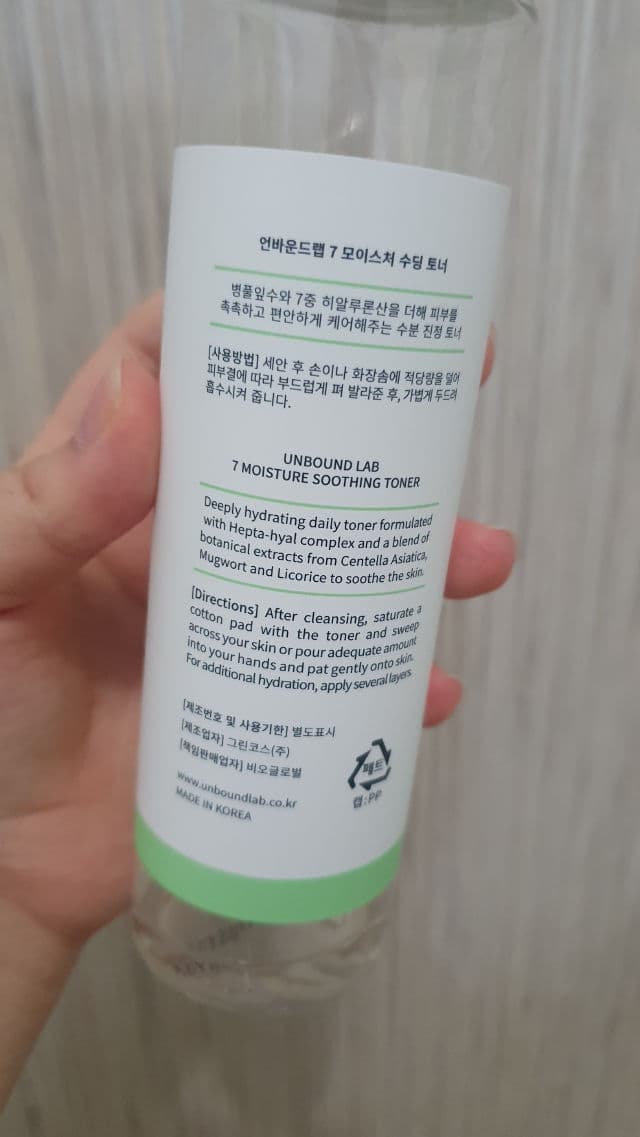 언바운드랩 7 모이스처 수딩 토너
병풀잎수와 7중 히알루론산을 더해 피부를
촉촉하고 편안하게 케어해주는 수분 진정 토너
[사용방법] 세안 후 손이나 화장솜에 적당량을 덜어
피부결에 따라 부드럽게 펴 발라준 후, 가볍게 두드려
흡수시켜 줍니다.
UNBOUND LAB
7 MOISTURE SOOTHING TONER
Deeply hydrating daily toner formulated
with Hepta-hyal complex and a blend of
botanical extracts from Centella Asiatica,
Mugwort and Licorice to soothe the skin.
[Directions] After cleansing, saturate a
cotton pad with the toner and sweep
across your skin or pour adequate amount
into your hands and pat gently onto skin.
For additional hydration, apply several layers.
[제조번호 및 사용기한] 별도표시
[제조업자] 그린코스(주)
[책임판매업자] 비오글로벌
www.unboundlab.co.kr
MADE IN KOREA
페트
캡:PP